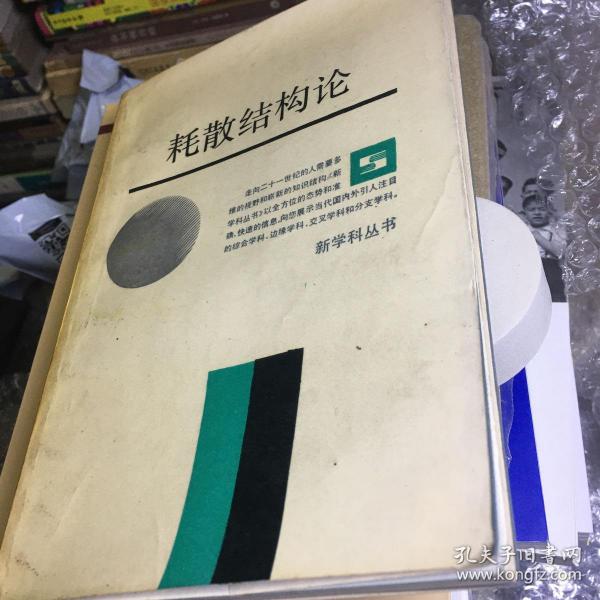 耗散结构论
走向二十一世纪的人需要多
维的视野和崭新的知识结构。《新
学科丛书》以全方位的态势和准
确、快速的信息，向您展示当代国内外引人注目
的综合学科、边缘学科、交叉学科和分支学科。
新学科丛书
孔夫子旧书网
www.kongfz.com